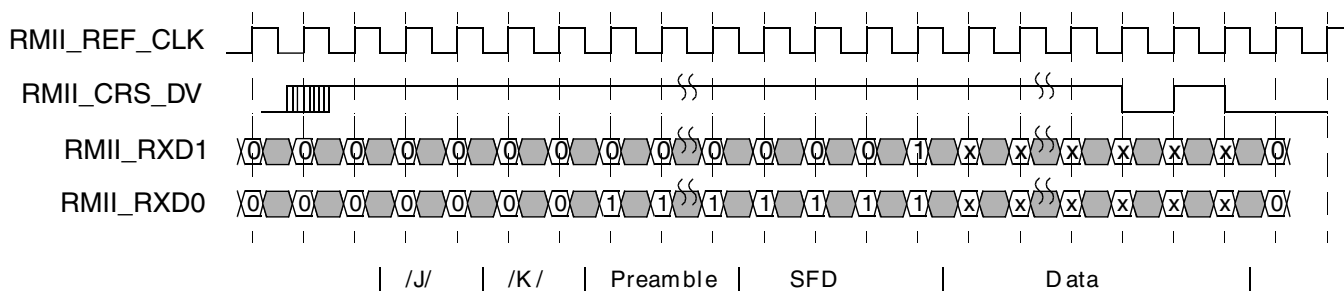 RMII_REF_CLK
RMII_CRS_DV
RMII_RXD1 0 0 0 0 0 0 0 0 0 0 0 0 0 1 x x x x x x 0
RMII_RXD0 0 0 0 0 0 0 0 1 1 1 1 1 1 1 x x x x x x 0
/J/ /K/ Preamble SFD Data